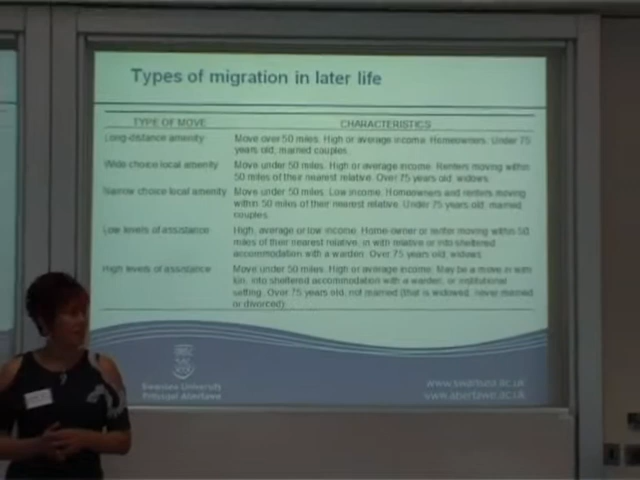 Types of migration in later life
TYPE OF MOVE
CHARACTERISTICS
Long-distance amenity
Move over 50 miles. High or average income. Homeowners. Under 75
years old, married couples.
Wide choice local amenity
Move under 50 miles. High or average income. Renters moving within
50 miles of their nearest relative. Over 75 years old, widows.
Narrow choice local amenity
Move under 50 miles. Low income. Homeowners and renters moving
within 50 miles of their nearest relative. Under 75 years old, married
couples.
Low levels of assistance
High, average or low income. Home-owner or renter moving within 50
miles of their nearest relative, in with relative or into sheltered
accommodation with a warden. Over 75 years old, widows.
High levels of assistance
Move under 50 miles. High or average income. May be a move in with
kin, into sheltered accommodation with a warden, or institutional
setting. Over 75 years old, not married (that is widowed, never married
or divorced).
Swansea University
Prifysgol Abertawe
www.swansea.ac.uk
www.abertawe.ac.uk